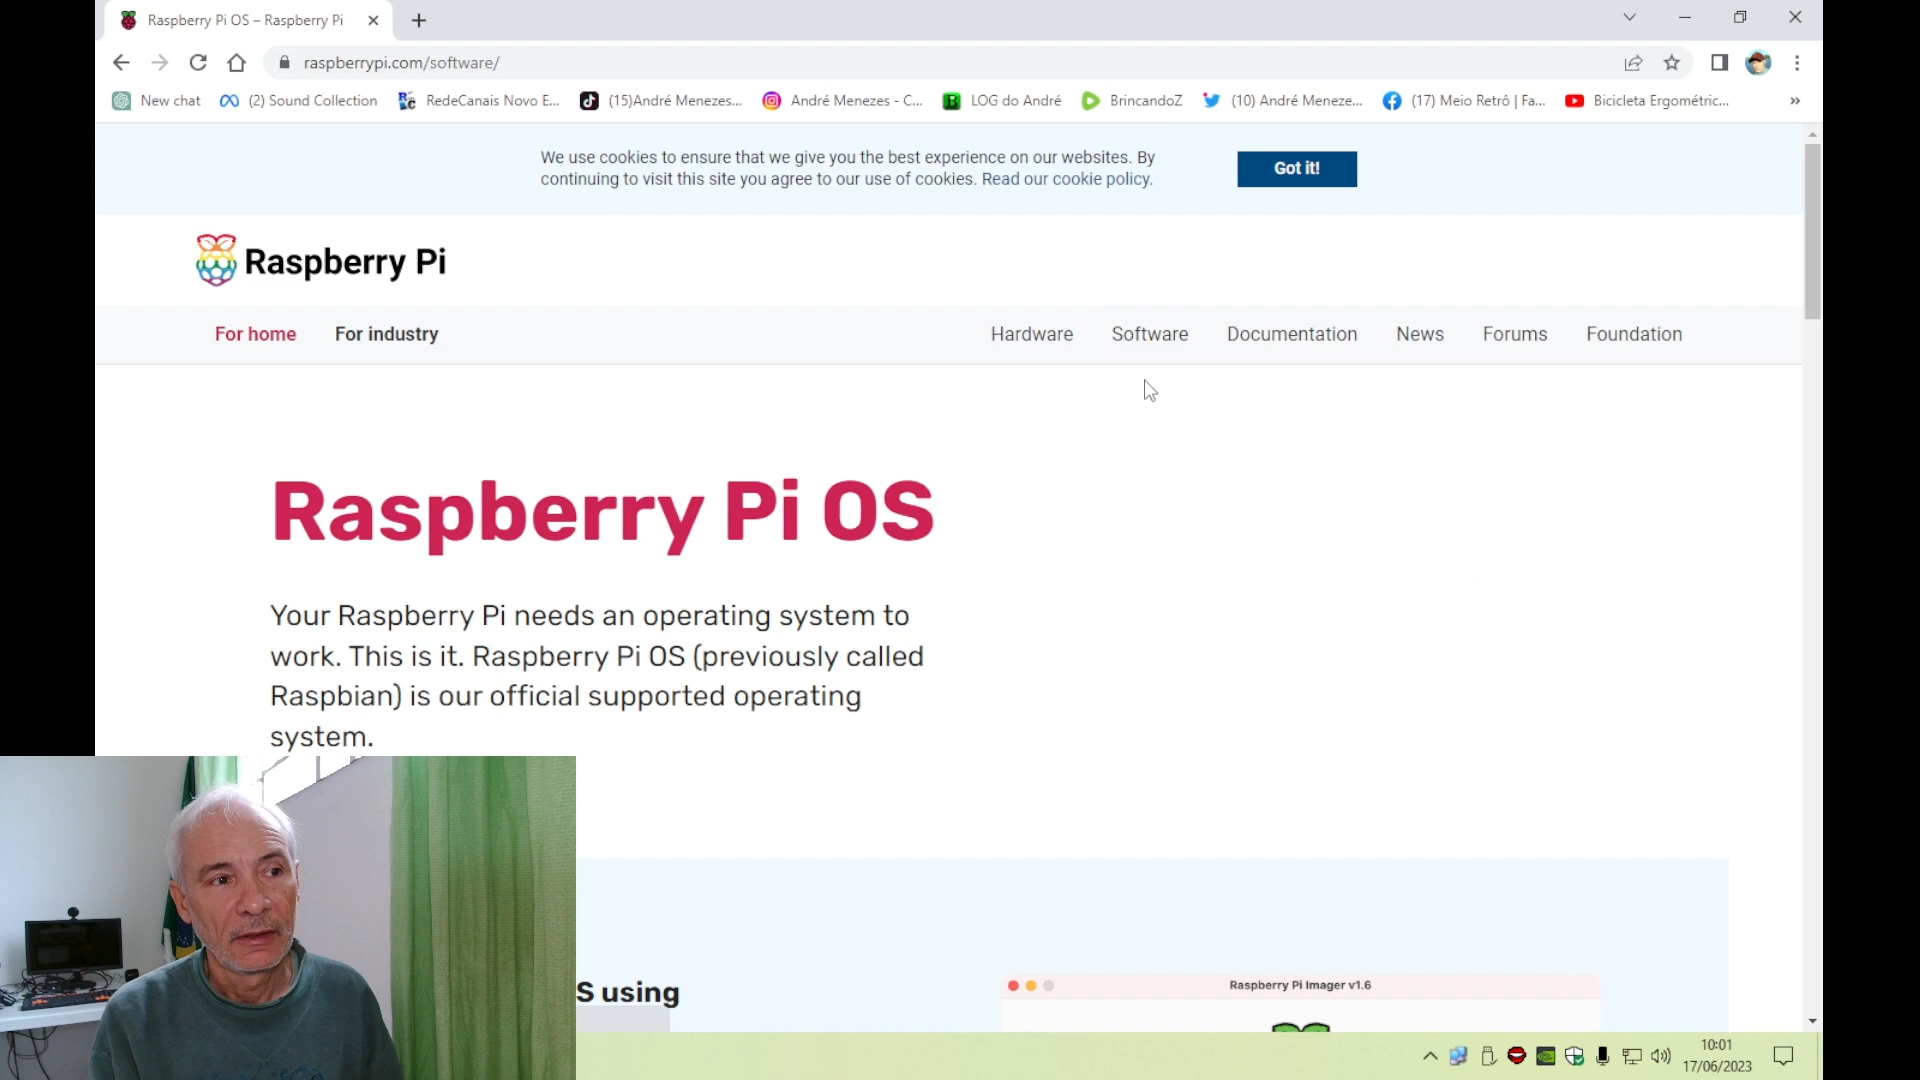 Raspberry Pi OS – Raspberry Pi
raspberrypi.com/software/
New chat
(2) Sound Collection
RedeCanais Novo E...
(15)André Menezes...
André Menezes - C...
LOG do André
BrincandoZ
(10) André Meneze...
(17) Meio Retrô | Fa...
Bicicleta Ergométric...
We use cookies to ensure that we give you the best experience on our websites. By
continuing to visit this site you agree to our use of cookies. Read our cookie policy.
Got it!
Raspberry Pi
For home
For industry
Hardware
Software
Documentation
News
Forums
Foundation
Raspberry Pi OS
Your Raspberry Pi needs an operating system to
work. This is it. Raspberry Pi OS (previously called
Raspbian) is our official supported operating
system.
S using
Raspberry Pi Imager v1.6
10:01
17/06/2023